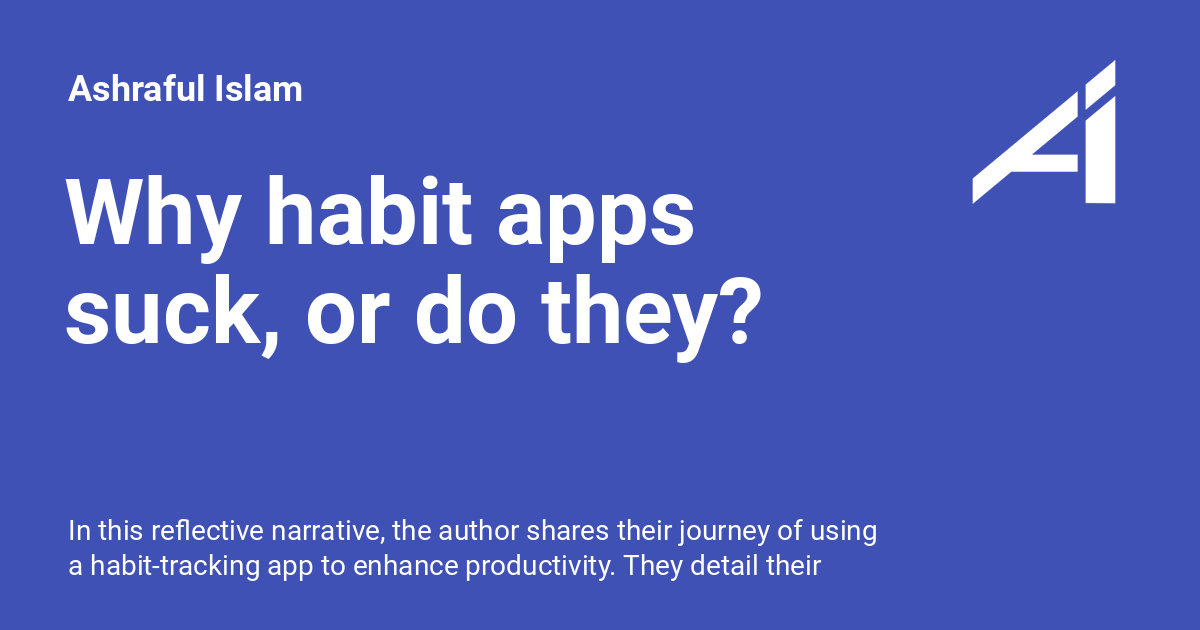 Ashraful Islam
Why habit apps
suck, or do they?
In this reflective narrative, the author shares their journey of using
a habit-tracking app to enhance productivity. They detail their